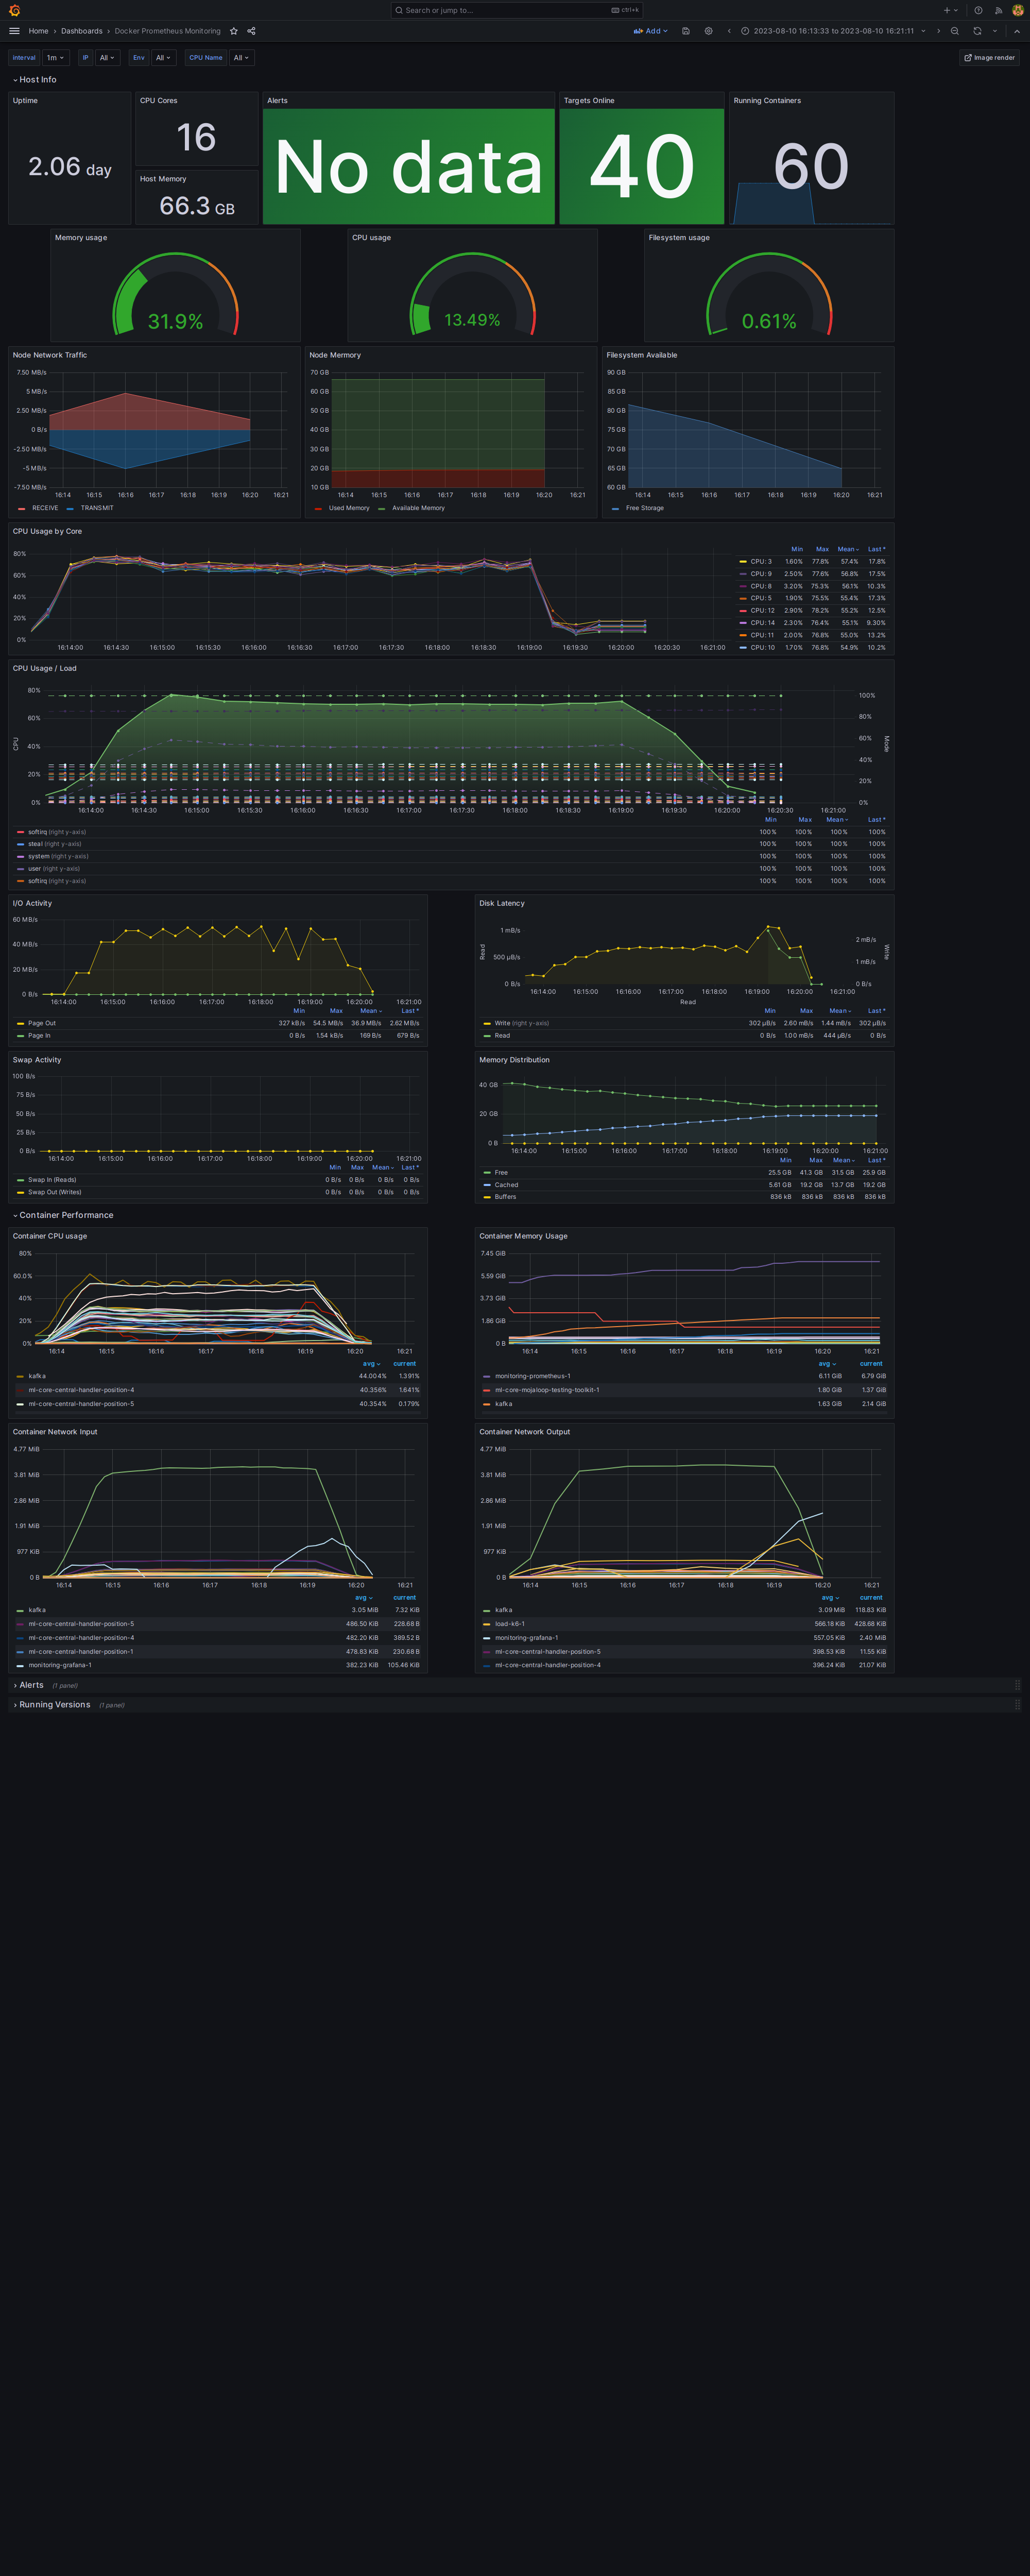 Search or jump to... ctrl+k
Home › Dashboards › Docker Prometheus Monitoring Add 2023-08-10 16:13:33 to 2023-08-10 16:21:11
Interval 1m IP All Env All CPU Name All Image render
Host Info
Uptime CPU Cores Alerts Targets Online Running Containers
2.06 day 16 No data 40 60
Host Memory
66.3 GB
Memory usage CPU usage Filesystem usage
31.9% 13.49% 0.61%
Node Network Traffic
7.50 MB/s
5 MB/s
2.50 MB/s
0 B/s
-2.50 MB/s
-5 MB/s
-7.50 MB/s
16:14 16:15 16:16 16:17 16:18 16:19 16:20 16:21
RECEIVE TRANSMIT
Node Mermory
70 GB
60 GB
50 GB
40 GB
30 GB
20 GB
10 GB
16:14 16:15 16:16 16:17 16:18 16:19 16:20 16:21
Used Memory Available Memory
Filesystem Available
90 GB
85 GB
80 GB
75 GB
70 GB
65 GB
60 GB
16:14 16:15 16:16 16:17 16:18 16:19 16:20 16:21
Free Storage
CPU Usage by Core
80%
60%
40%
20%
0%
16:14:00 16:14:30 16:15:00 16:15:30 16:16:00 16:16:30 16:17:00 16:17:30 16:18:00 16:18:30 16:19:00 16:19:30 16:20:00 16:20:30 16:21:00
Min Max Mean Last *
CPU: 3 1.60% 77.8% 57.4% 17.8%
CPU: 9 2.50% 77.6% 56.8% 17.5%
CPU: 8 3.20% 75.3% 56.1% 10.3%
CPU: 5 1.90% 75.5% 55.4% 17.3%
CPU: 12 2.90% 78.2% 55.2% 12.5%
CPU: 14 2.30% 76.4% 55.1% 9.30%
CPU: 11 2.00% 76.8% 55.0% 13.2%
CPU: 10 1.70% 76.8% 54.9% 10.2%
CPU Usage / Load
80%
60%
40%
20%
0%
CPU
100%
80%
60%
40%
20%
0%
Mode
16:14:00 16:14:30 16:15:00 16:15:30 16:16:00 16:16:30 16:17:00 16:17:30 16:18:00 16:18:30 16:19:00 16:19:30 16:20:00 16:20:30 16:21:00
Min Max Mean Last *
softirq (right y-axis) 100% 100% 100% 100%
steal (right y-axis) 100% 100% 100% 100%
system (right y-axis) 100% 100% 100% 100%
user (right y-axis) 100% 100% 100% 100%
softirq (right y-axis) 100% 100% 100% 100%
I/O Activity
60 MB/s
40 MB/s
20 MB/s
0 B/s
16:14:00 16:15:00 16:16:00 16:17:00 16:18:00 16:19:00 16:20:00 16:21:00
Min Max Mean Last *
Page Out 327 kB/s 54.5 MB/s 36.9 MB/s 2.62 MB/s
Page In 0 B/s 1.54 kB/s 169 B/s 679 B/s
Disk Latency
1 mB/s
500 µB/s
0 B/s
Read
2 mB/s
1 mB/s
0 B/s
Write
16:14:00 16:15:00 16:16:00 16:17:00 16:18:00 16:19:00 16:20:00 16:21:00
Read
Min Max Mean Last *
Write (right y-axis) 302 µB/s 2.60 mB/s 1.44 mB/s 302 µB/s
Read 0 B/s 1.00 mB/s 444 µB/s 0 B/s
Swap Activity
100 B/s
75 B/s
50 B/s
25 B/s
0 B/s
16:14:00 16:15:00 16:16:00 16:17:00 16:18:00 16:19:00 16:20:00 16:21:00
Min Max Mean Last *
Swap In (Reads) 0 B/s 0 B/s 0 B/s 0 B/s
Swap Out (Writes) 0 B/s 0 B/s 0 B/s 0 B/s
Memory Distribution
40 GB
20 GB
0 B
16:14:00 16:15:00 16:16:00 16:17:00 16:18:00 16:19:00 16:20:00 16:21:00
Min Max Mean Last *
Free 25.5 GB 41.3 GB 31.5 GB 25.9 GB
Cached 5.61 GB 19.2 GB 13.7 GB 19.2 GB
Buffers 836 kB 836 kB 836 kB 836 kB
Container Performance
Container CPU usage
80%
60.0%
40%
20%
0%
16:14 16:15 16:16 16:17 16:18 16:19 16:20 16:21
avg current
kafka 44.004% 1.391%
ml-core-central-handler-position-4 40.356% 1.641%
ml-core-central-handler-position-5 40.354% 0.179%
Container Memory Usage
7.45 GiB
5.59 GiB
3.73 GiB
1.86 GiB
0 B
16:14 16:15 16:16 16:17 16:18 16:19 16:20 16:21
avg current
monitoring-prometheus-1 6.11 GiB 6.79 GiB
ml-core-mojaloop-testing-toolkit-1 1.80 GiB 1.37 GiB
kafka 1.63 GiB 2.14 GiB
Container Network Input
4.77 MiB
3.81 MiB
2.86 MiB
1.91 MiB
977 KiB
0 B
16:14 16:15 16:16 16:17 16:18 16:19 16:20 16:21
avg current
kafka 3.05 MiB 7.32 KiB
ml-core-central-handler-position-5 486.50 KiB 228.68 B
ml-core-central-handler-position-4 482.20 KiB 389.52 B
ml-core-central-handler-position-1 478.83 KiB 230.68 B
monitoring-grafana-1 382.23 KiB 105.46 KiB
Container Network Output
4.77 MiB
3.81 MiB
2.86 MiB
1.91 MiB
977 KiB
0 B
16:14 16:15 16:16 16:17 16:18 16:19 16:20 16:21
avg current
kafka 3.09 MiB 118.83 KiB
load-k6-1 566.18 KiB 428.68 KiB
monitoring-grafana-1 557.05 KiB 2.40 MiB
ml-core-central-handler-position-5 398.53 KiB 11.55 KiB
ml-core-central-handler-position-4 396.24 KiB 21.07 KiB
Alerts (1 panel)
Running Versions (1 panel)